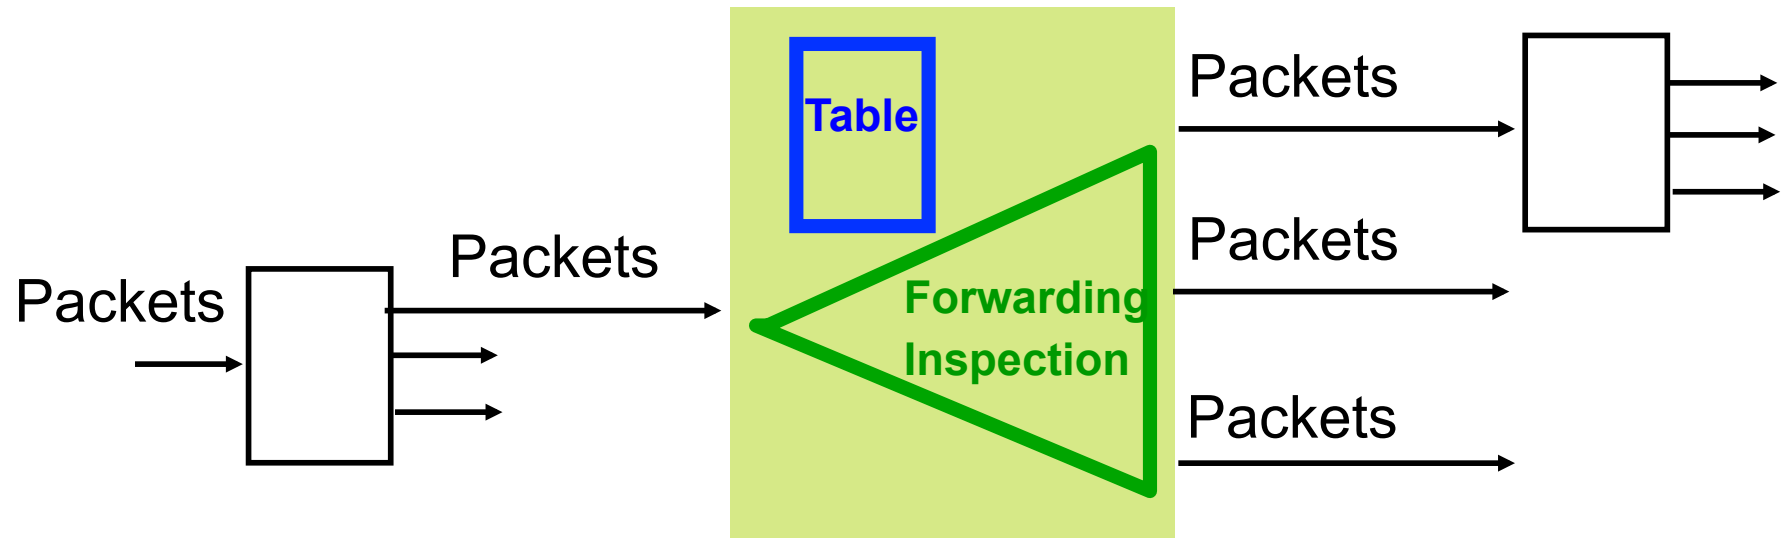 Packets
Packets
Table
Forwarding
Inspection
Packets
Packets
Packets